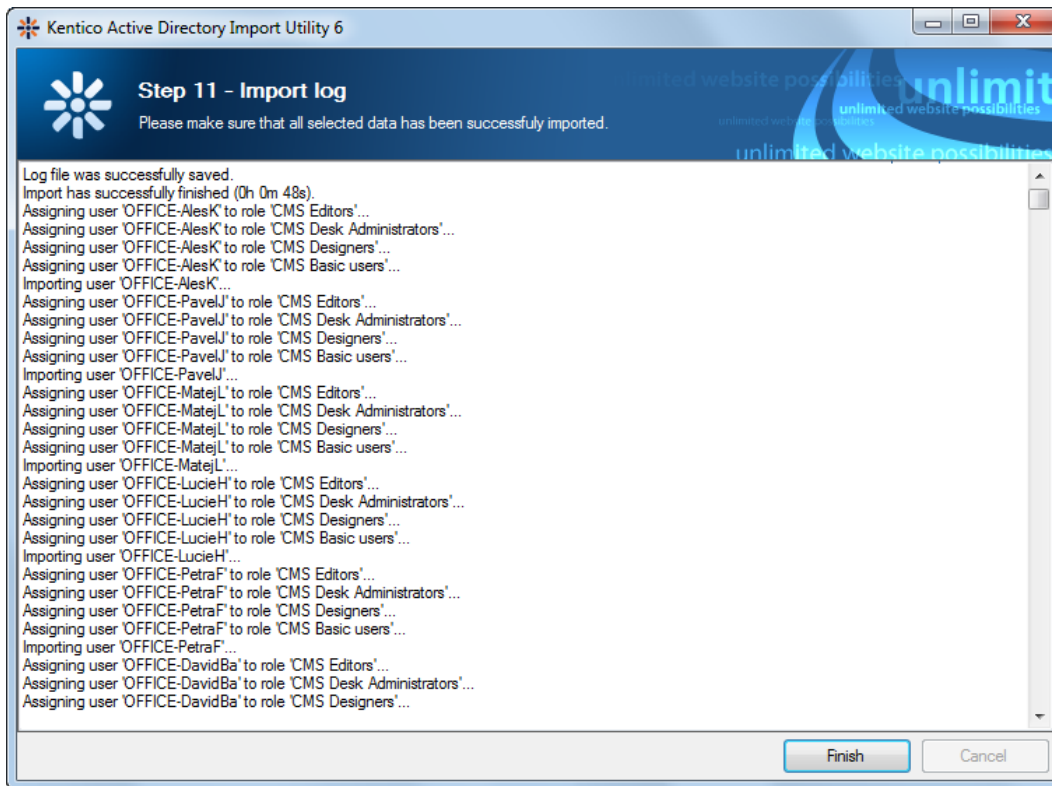 Kentico Active Directory Import Utility 6
Step 11 - Import log
Please make sure that all selected data has been successfuly imported.
unlimited website possibilities
unlimit
unlimited website possibilities
unlimited website possibilities
unlimited website possibilities
Log file was successfully saved.
Import has successfully finished (0h 0m 48s).
Assigning user 'OFFICE-AlesK' to role 'CMS Editors'...
Assigning user 'OFFICE-AlesK' to role 'CMS Desk Administrators'...
Assigning user 'OFFICE-AlesK' to role 'CMS Designers'...
Assigning user 'OFFICE-AlesK' to role 'CMS Basic users'...
Importing user 'OFFICE-AlesK'...
Assigning user 'OFFICE-PavelJ' to role 'CMS Editors'...
Assigning user 'OFFICE-PavelJ' to role 'CMS Desk Administrators'...
Assigning user 'OFFICE-PavelJ' to role 'CMS Designers'...
Assigning user 'OFFICE-PavelJ' to role 'CMS Basic users'...
Importing user 'OFFICE-PavelJ'...
Assigning user 'OFFICE-MatejL' to role 'CMS Editors'...
Assigning user 'OFFICE-MatejL' to role 'CMS Desk Administrators'...
Assigning user 'OFFICE-MatejL' to role 'CMS Designers'...
Assigning user 'OFFICE-MatejL' to role 'CMS Basic users'...
Importing user 'OFFICE-MatejL'...
Assigning user 'OFFICE-LucieH' to role 'CMS Editors'...
Assigning user 'OFFICE-LucieH' to role 'CMS Desk Administrators'...
Assigning user 'OFFICE-LucieH' to role 'CMS Designers'...
Assigning user 'OFFICE-LucieH' to role 'CMS Basic users'...
Importing user 'OFFICE-LucieH'...
Assigning user 'OFFICE-PetraF' to role 'CMS Editors'...
Assigning user 'OFFICE-PetraF' to role 'CMS Desk Administrators'...
Assigning user 'OFFICE-PetraF' to role 'CMS Designers'...
Assigning user 'OFFICE-PetraF' to role 'CMS Basic users'...
Importing user 'OFFICE-PetraF'...
Assigning user 'OFFICE-DavidBa' to role 'CMS Editors'...
Assigning user 'OFFICE-DavidBa' to role 'CMS Desk Administrators'...
Assigning user 'OFFICE-DavidBa' to role 'CMS Designers'...
Finish
Cancel